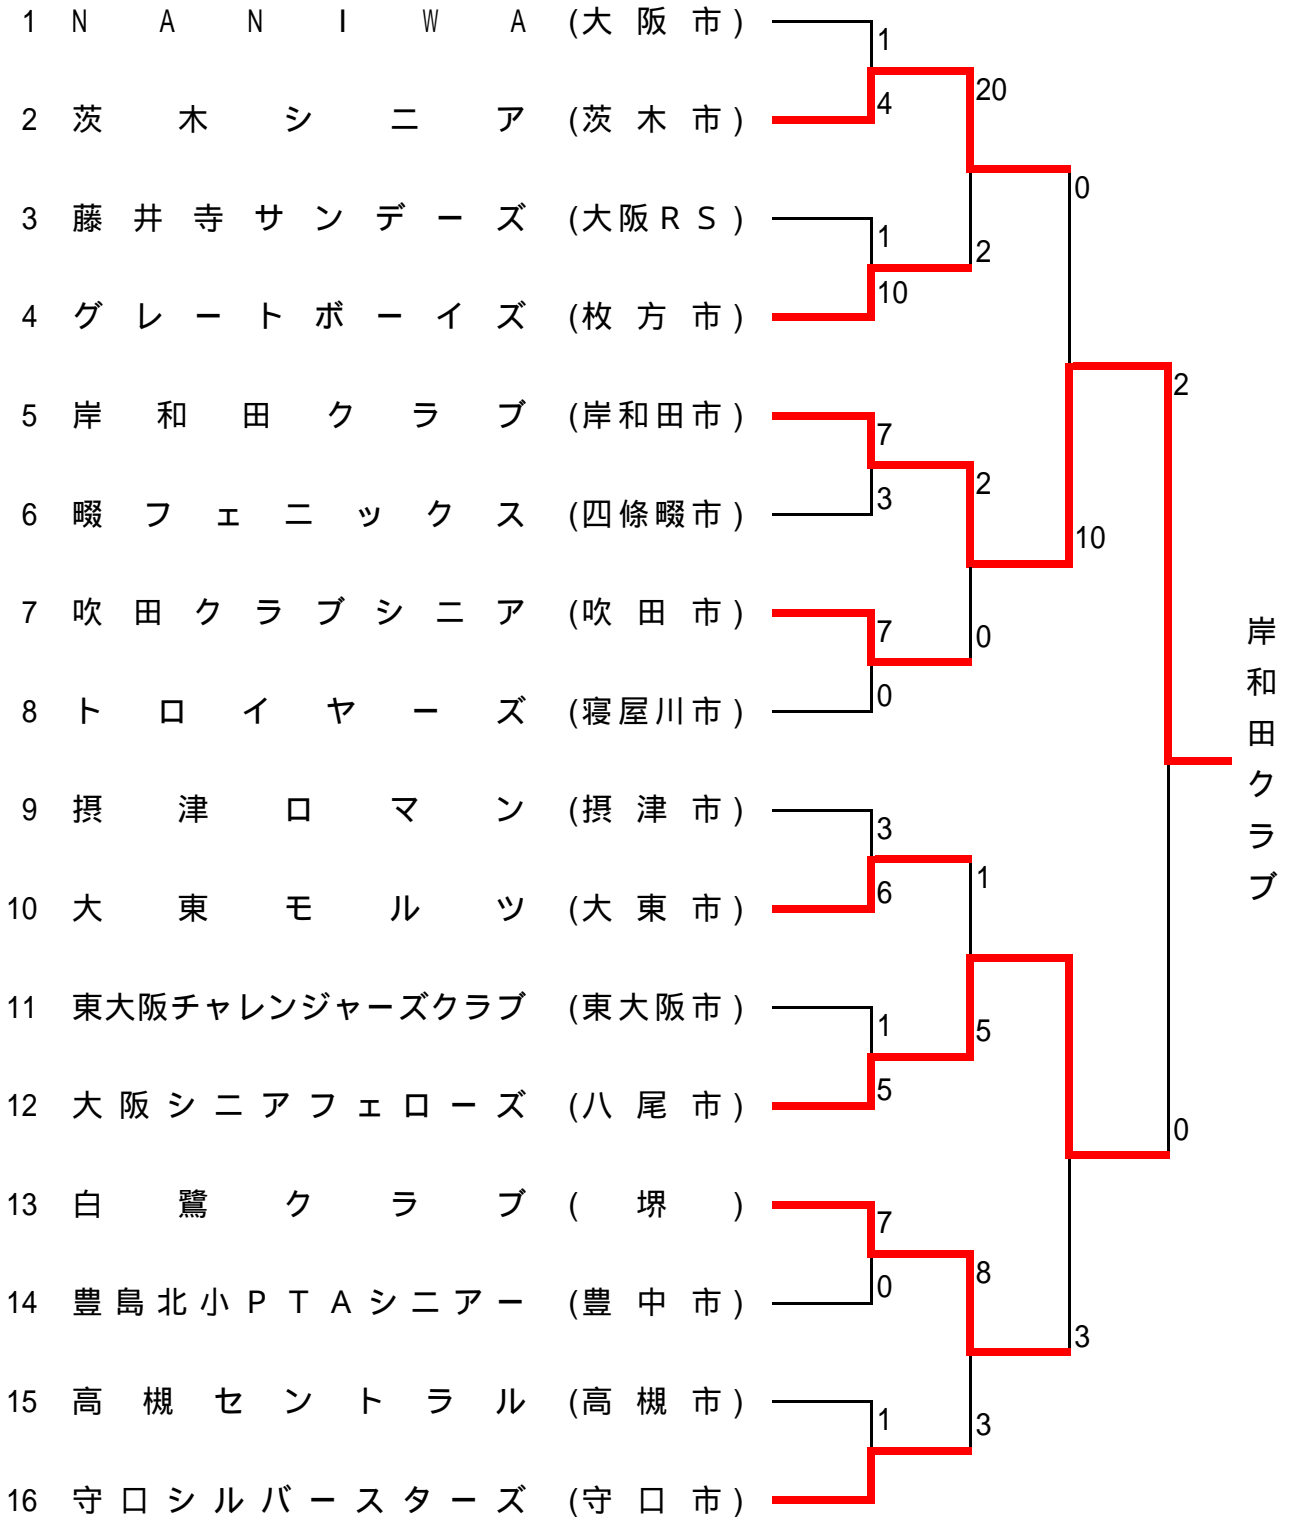 1 NANIWA (大阪市)
1
20
2 茨木シニア (茨木市)
4
0
3 藤井寺サンデーズ (大阪RS)
1
2
4 グレートボーイズ (枚方市)
10
2
5 岸和田クラブ (岸和田市)
7
2
6 畷フェニックス (四條畷市)
3
10
7 吹田クラブシニア (吹田市)
7
0
8 トロイヤーズ (寝屋川市)
0
岸和田クラブ
9 摂津ロマン (摂津市)
3
1
10 大東モルツ (大東市)
6
11 東大阪チャレンジャーズクラブ (東大阪市)
1
5
12 大阪シニアフェローズ (八尾市)
5
0
13 白鷺クラブ (堺)
7
8
14 豊島北小PTAシニアー (豊中市)
0
3
15 高槻セントラル (高槻市)
1
3
16 守口シルバースターズ (守口市)